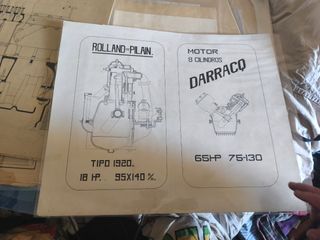 ROLLAND-PILAIN.
TIPO 1920.
18 HP. 95X140 m/m.
MOTOR
8 CILINDROS
DARRACQ
65HP 75-130